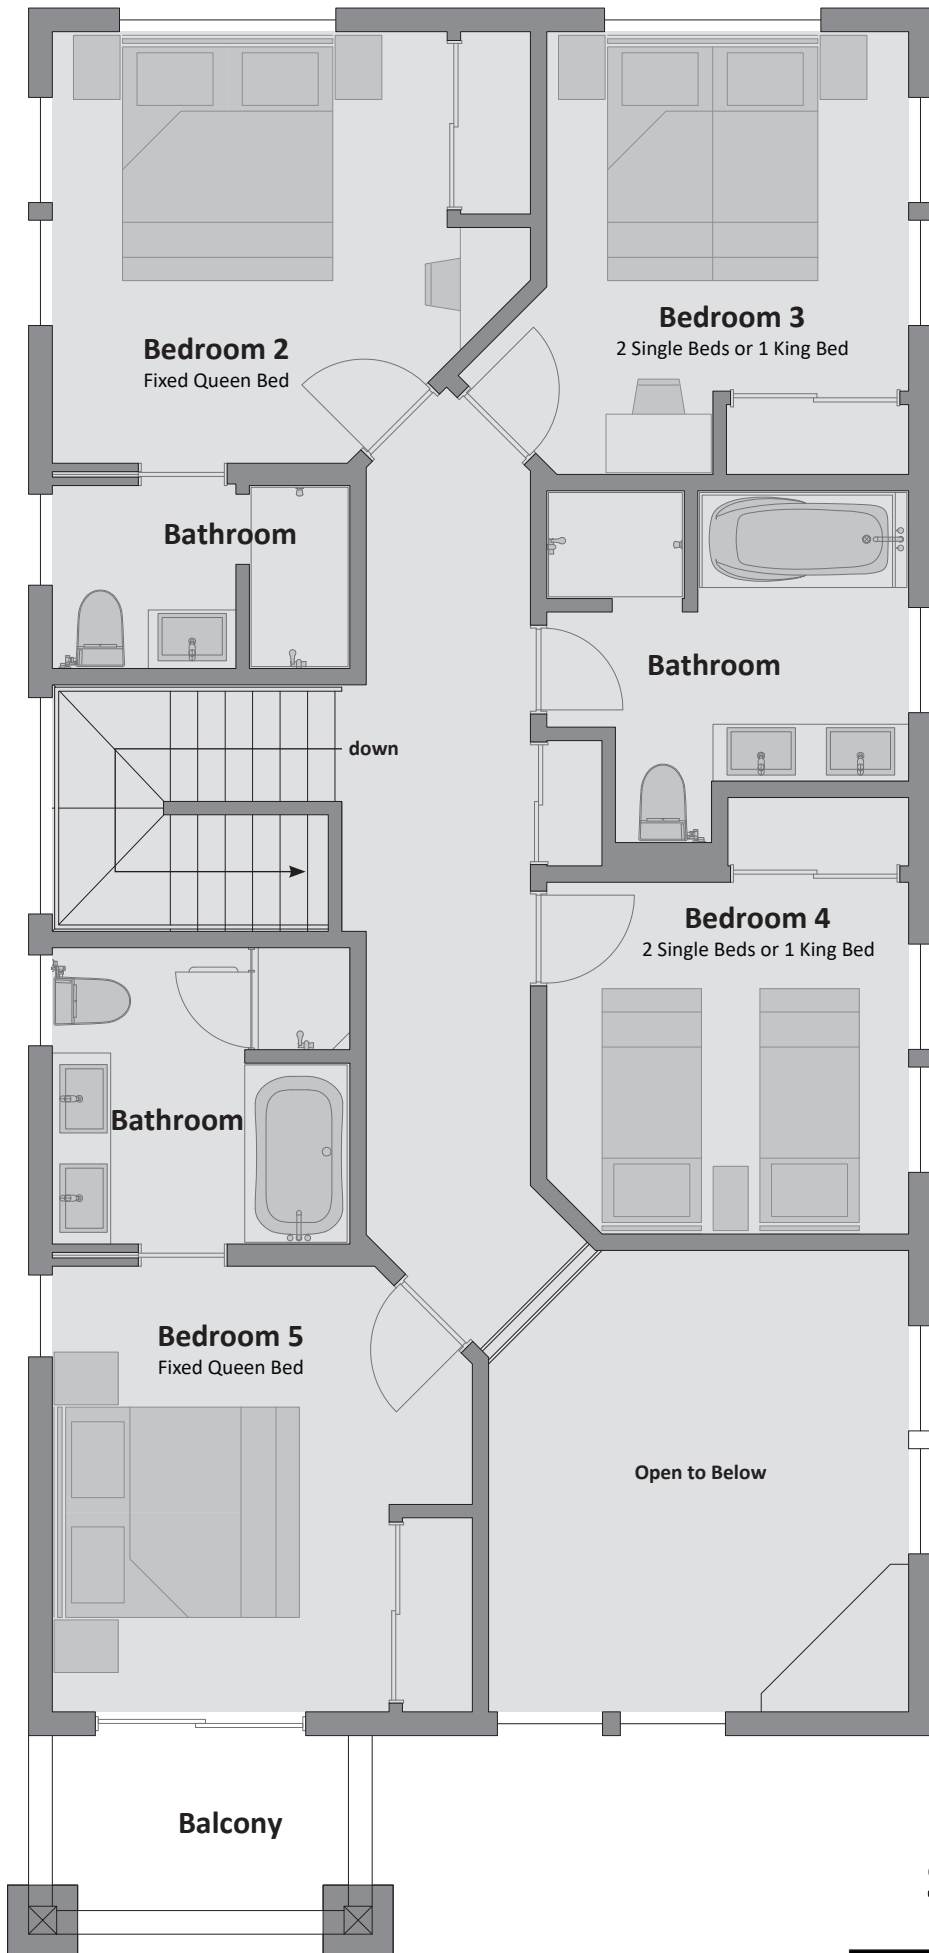 Bedroom 2
Fixed Queen Bed
Bedroom 3
2 Single Beds or 1 King Bed
Bathroom
Bathroom
down
Bedroom 4
2 Single Beds or 1 King Bed
Bathroom
Bedroom 5
Fixed Queen Bed
Open to Below
Balcony